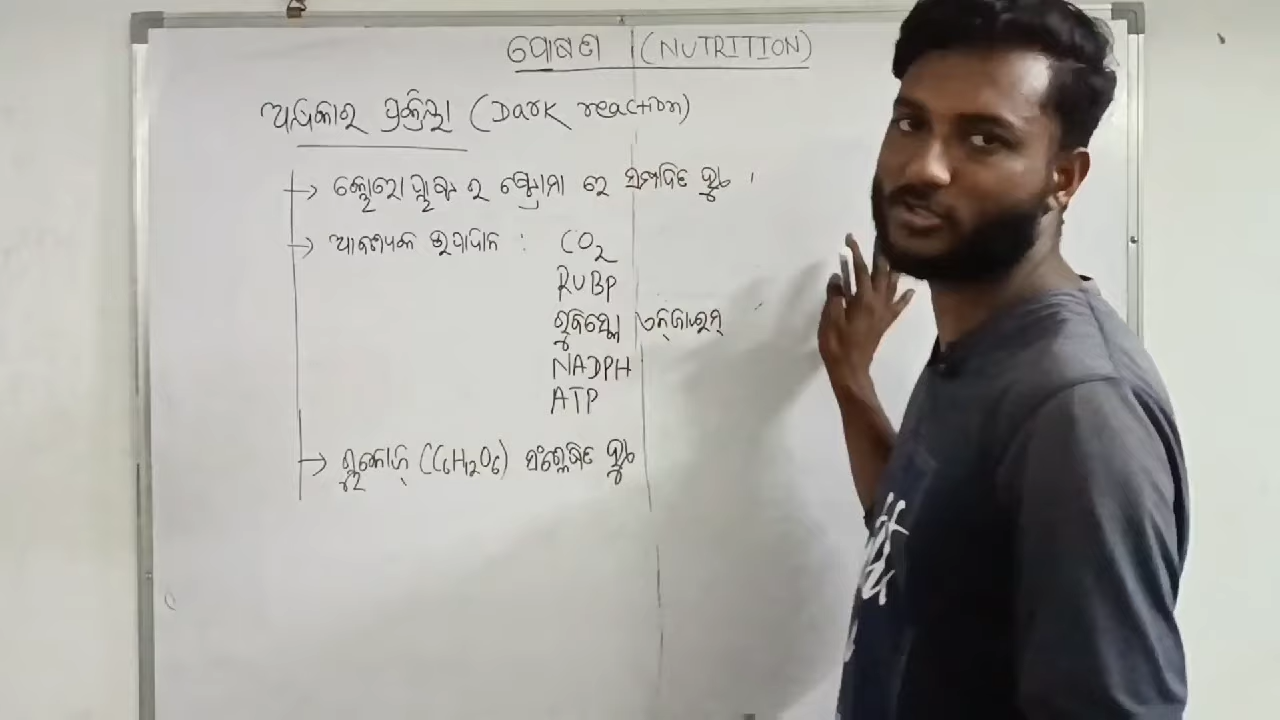 ପୋଷଣ (NUTRITION)
ଅନ୍ଧକାର ପ୍ରକ୍ରିୟା (Dark reaction)
→ କ୍ଲୋରୋପ୍ଲାଷ୍ଟ ର ଷ୍ଟ୍ରୋମା ରେ ସମ୍ପାଦିତ ହୁଏ ।
→ ଆବଶ୍ୟକ ଉପାଦାନ : CO₂
RUBP
ରୁବିସ୍କୋ ଏନ୍‌ଜାଇମ୍
NADPH
ATP
→ ଗ୍ଲୁକୋଜ୍ (C₆H₁₂O₆) ସଂଶ୍ଳେଷିତ ହୁଏ